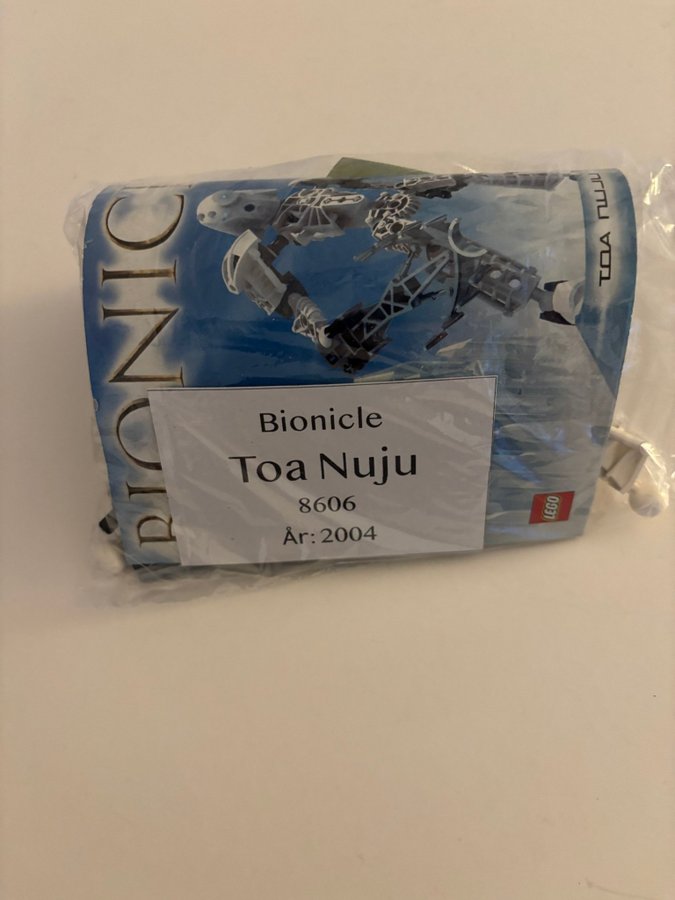 BIONIC
TOA NUJU
Bionicle
Toa Nuju
8606
År: 2004
LEGO